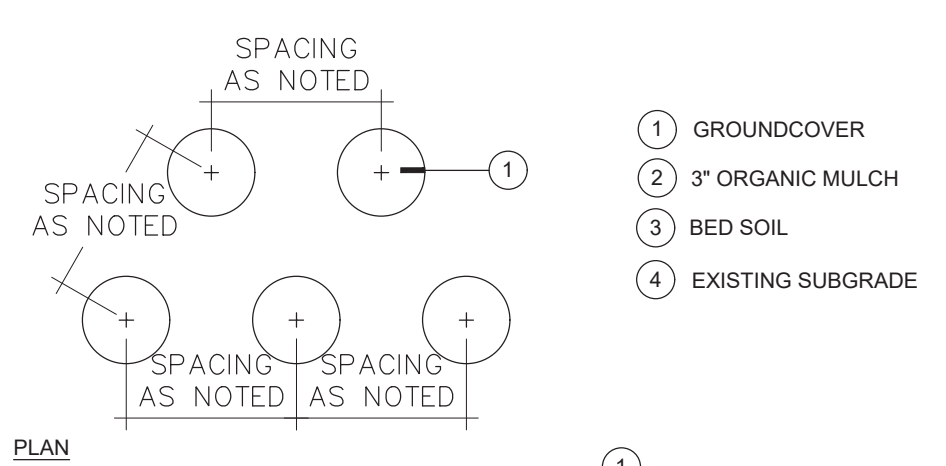 SPACING
AS NOTED
1
SPACING
AS NOTED
SPACING
AS NOTED
SPACING
AS NOTED
PLAN
1 GROUNDCOVER
2 3" ORGANIC MULCH
3 BED SOIL
4 EXISTING SUBGRADE
1